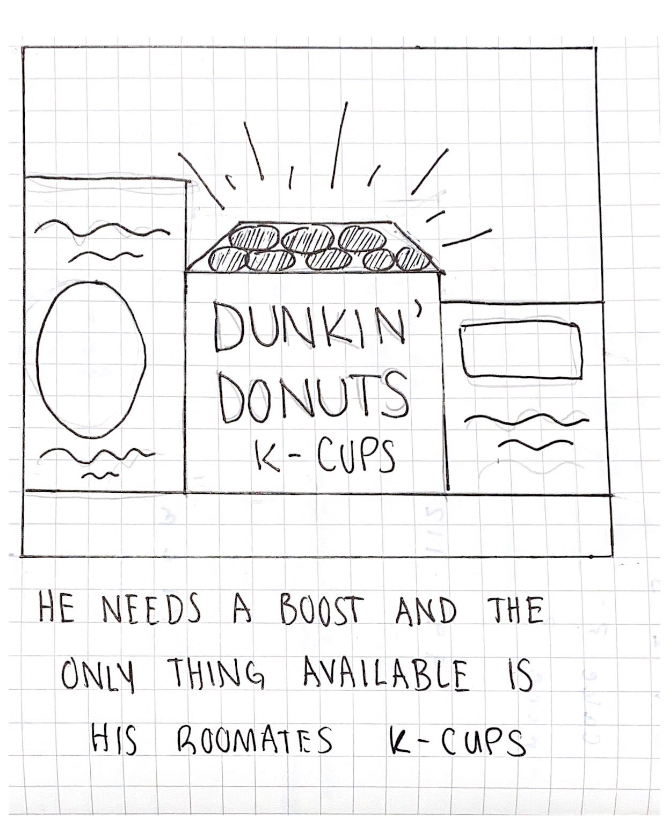 DUNKIN'
DONUTS
K-CUPS
HE NEEDS A BOOST AND THE
ONLY THING AVAILABLE IS
HIS ROOMATES K-CUPS